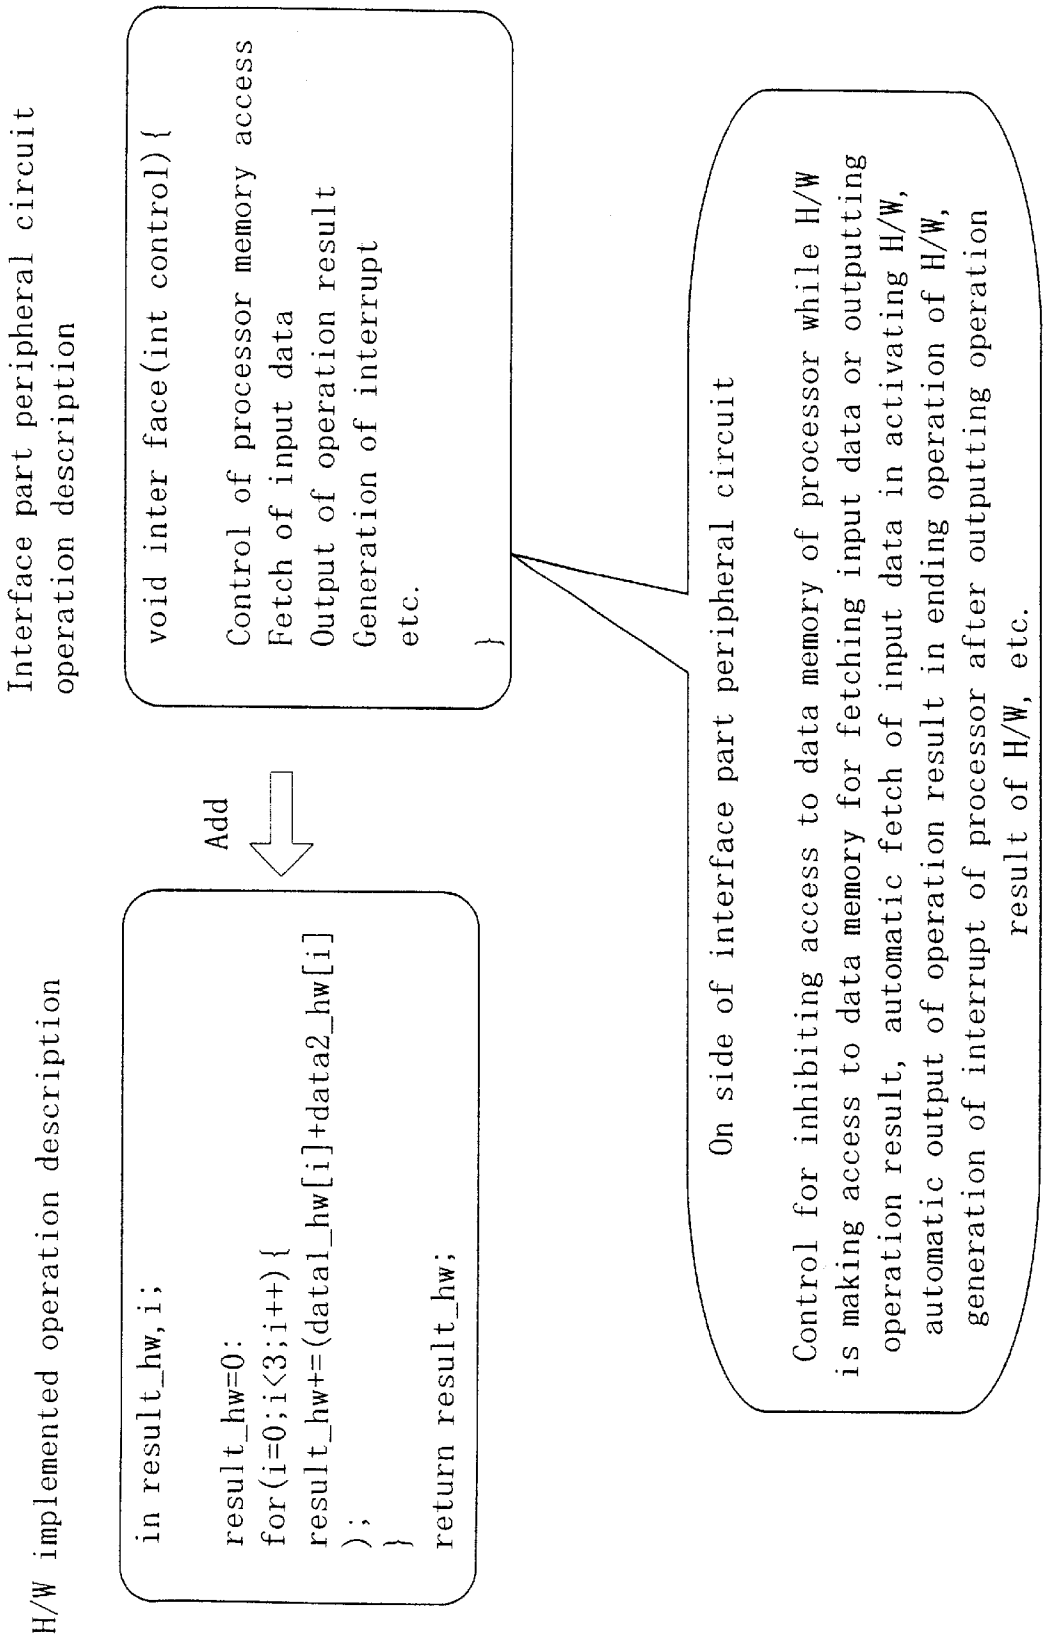 H/W implemented operation description
in result_hw,i;
result_hw=0:
for(i=0;i<3;i++){
result_hw+=(data1_hw[i]+data2_hw[i]
);
}
return result_hw;
Add
Interface part peripheral circuit
operation description
void inter face(int control){
Control of processor memory access
Fetch of input data
Output of operation result
Generation of interrupt
etc.
}
On side of interface part peripheral circuit
Control for inhibiting access to data memory of processor while H/W
is making access to data memory for fetching input data or outputting
operation result, automatic fetch of input data in activating H/W,
automatic output of operation result in ending operation of H/W,
generation of interrupt of processor after outputting operation
result of H/W, etc.